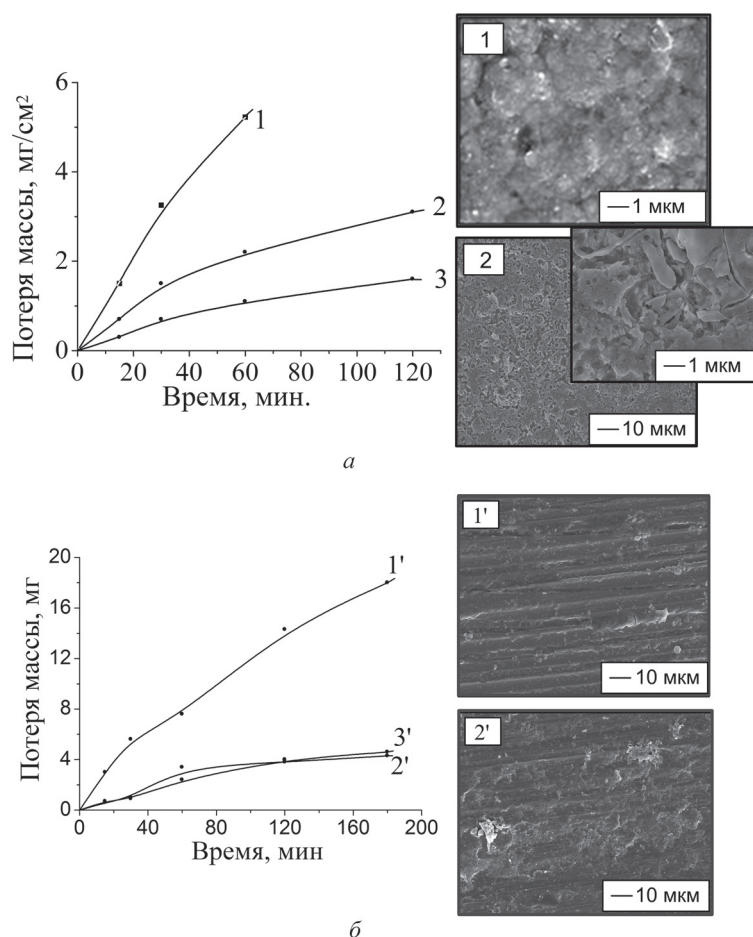 Потеря массы, мг/см²
6
4
2
0
0 20 40 60 80 100 120
Время, мин.
1
2
3
1
1 мкм
2
1 мкм
10 мкм
а
Потеря массы, мг
20
16
12
8
4
0
0 40 80 120 160 200
Время, мин
1'
3'
2'
1'
10 мкм
2'
10 мкм
б